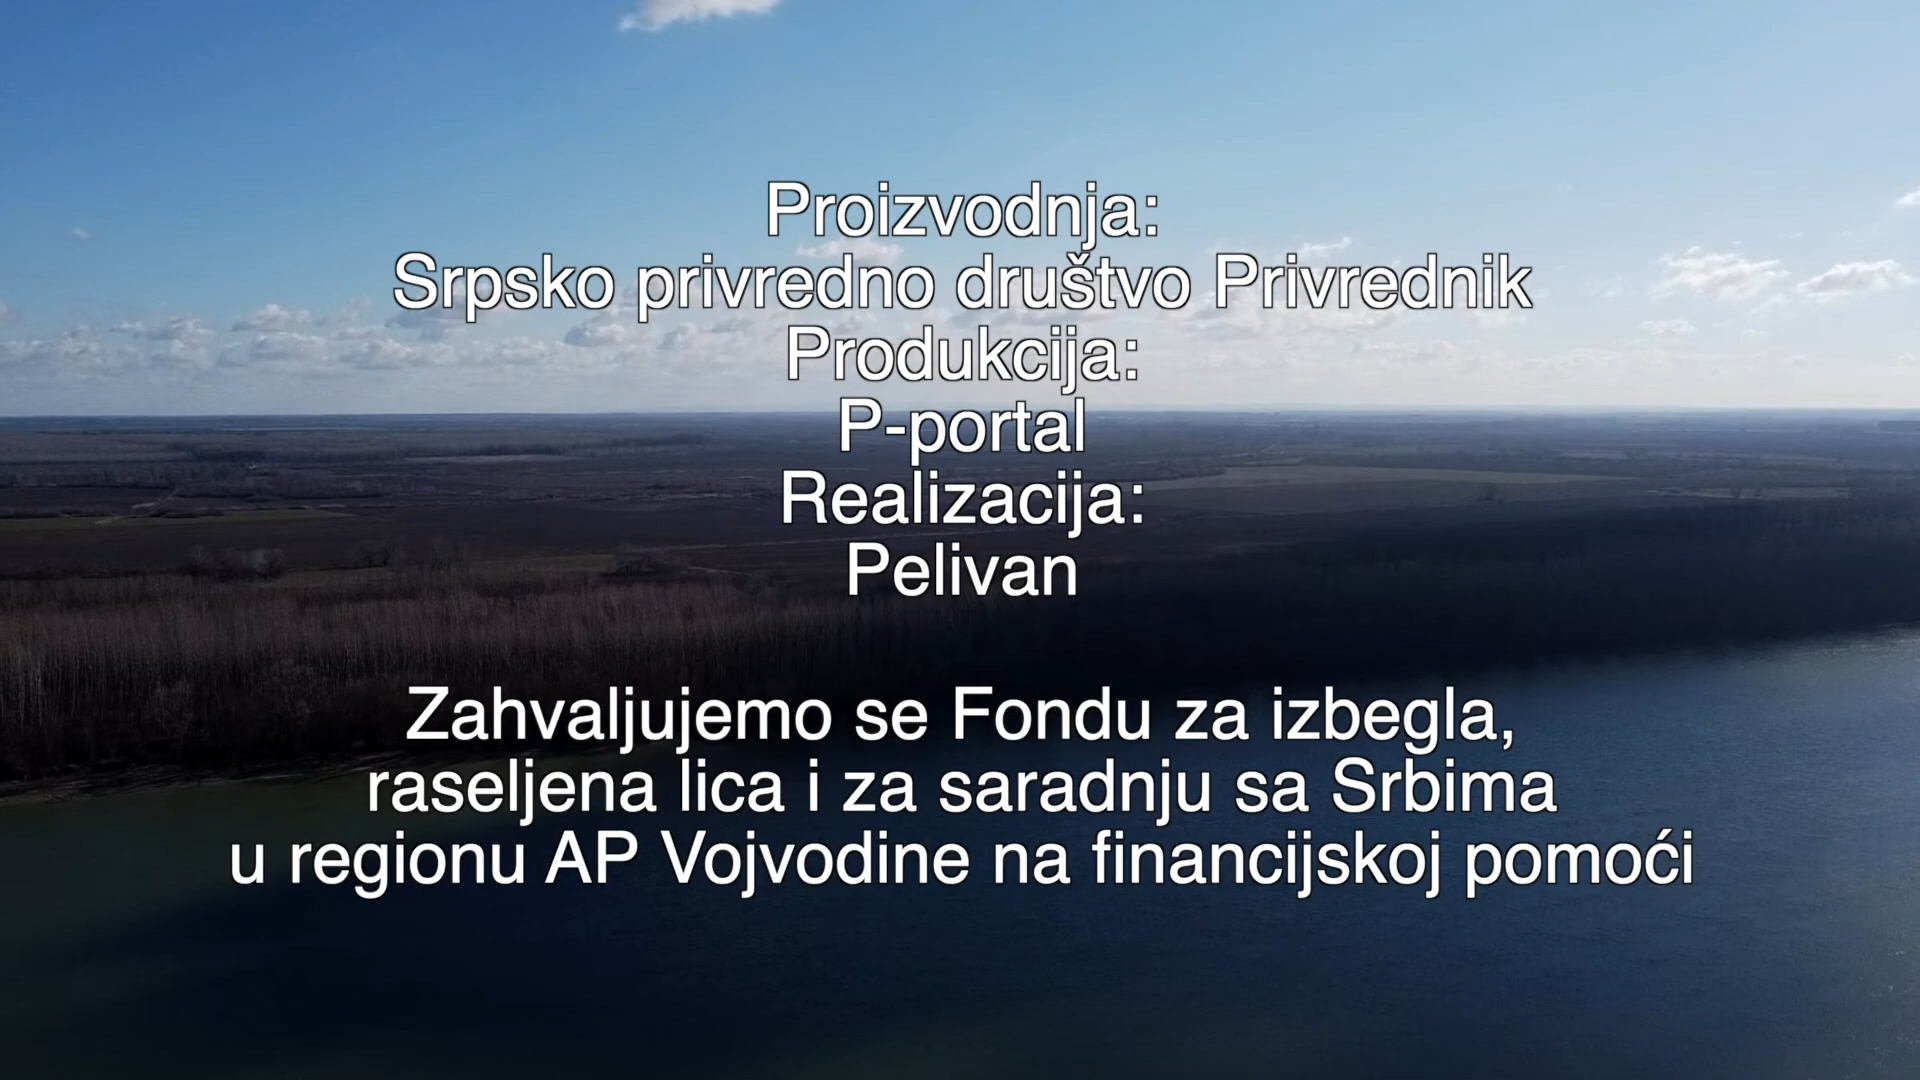 Proizvodnja:
Srpsko privredno društvo Privrednik
Produkcija:
P-portal
Realizacija:
Pelivan
Zahvaljujemo se Fondu za izbegla,
raseljena lica i za saradnju sa Srbima
u regionu AP Vojvodine na financijskoj pomoći